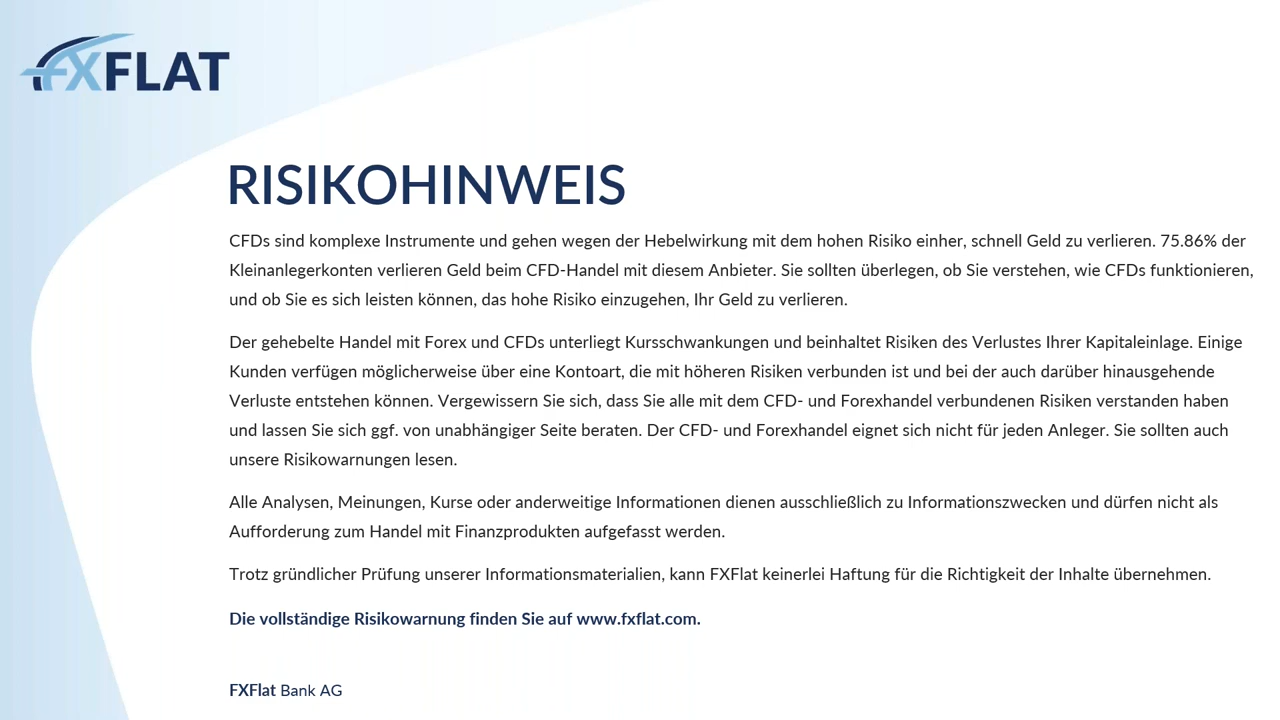 FXFLAT
RISIKOHINWEIS
CFDs sind komplexe Instrumente und gehen wegen der Hebelwirkung mit dem hohen Risiko einher, schnell Geld zu verlieren. 75.86% der
Kleinanlegerkonten verlieren Geld beim CFD-Handel mit diesem Anbieter. Sie sollten überlegen, ob Sie verstehen, wie CFDs funktionieren,
und ob Sie es sich leisten können, das hohe Risiko einzugehen, Ihr Geld zu verlieren.
Der gehebelte Handel mit Forex und CFDs unterliegt Kursschwankungen und beinhaltet Risiken des Verlustes Ihrer Kapitaleinlage. Einige
Kunden verfügen möglicherweise über eine Kontoart, die mit höheren Risiken verbunden ist und bei der auch darüber hinausgehende
Verluste entstehen können. Vergewissern Sie sich, dass Sie alle mit dem CFD- und Forexhandel verbundenen Risiken verstanden haben
und lassen Sie sich ggf. von unabhängiger Seite beraten. Der CFD- und Forexhandel eignet sich nicht für jeden Anleger. Sie sollten auch
unsere Risikowarnungen lesen.
Alle Analysen, Meinungen, Kurse oder anderweitige Informationen dienen ausschließlich zu Informationszwecken und dürfen nicht als
Aufforderung zum Handel mit Finanzprodukten aufgefasst werden.
Trotz gründlicher Prüfung unserer Informationsmaterialien, kann FXFlat keinerlei Haftung für die Richtigkeit der Inhalte übernehmen.
Die vollständige Risikowarnung finden Sie auf www.fxflat.com.
FXFlat Bank AG